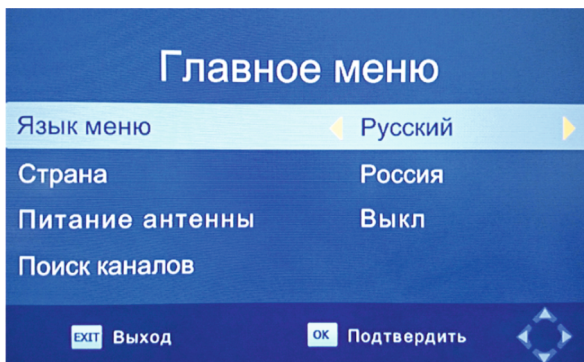 Главное меню
Язык меню Русский
Страна Россия
Питание антенны Выкл
Поиск каналов
EXIT Выход OK Подтвердить